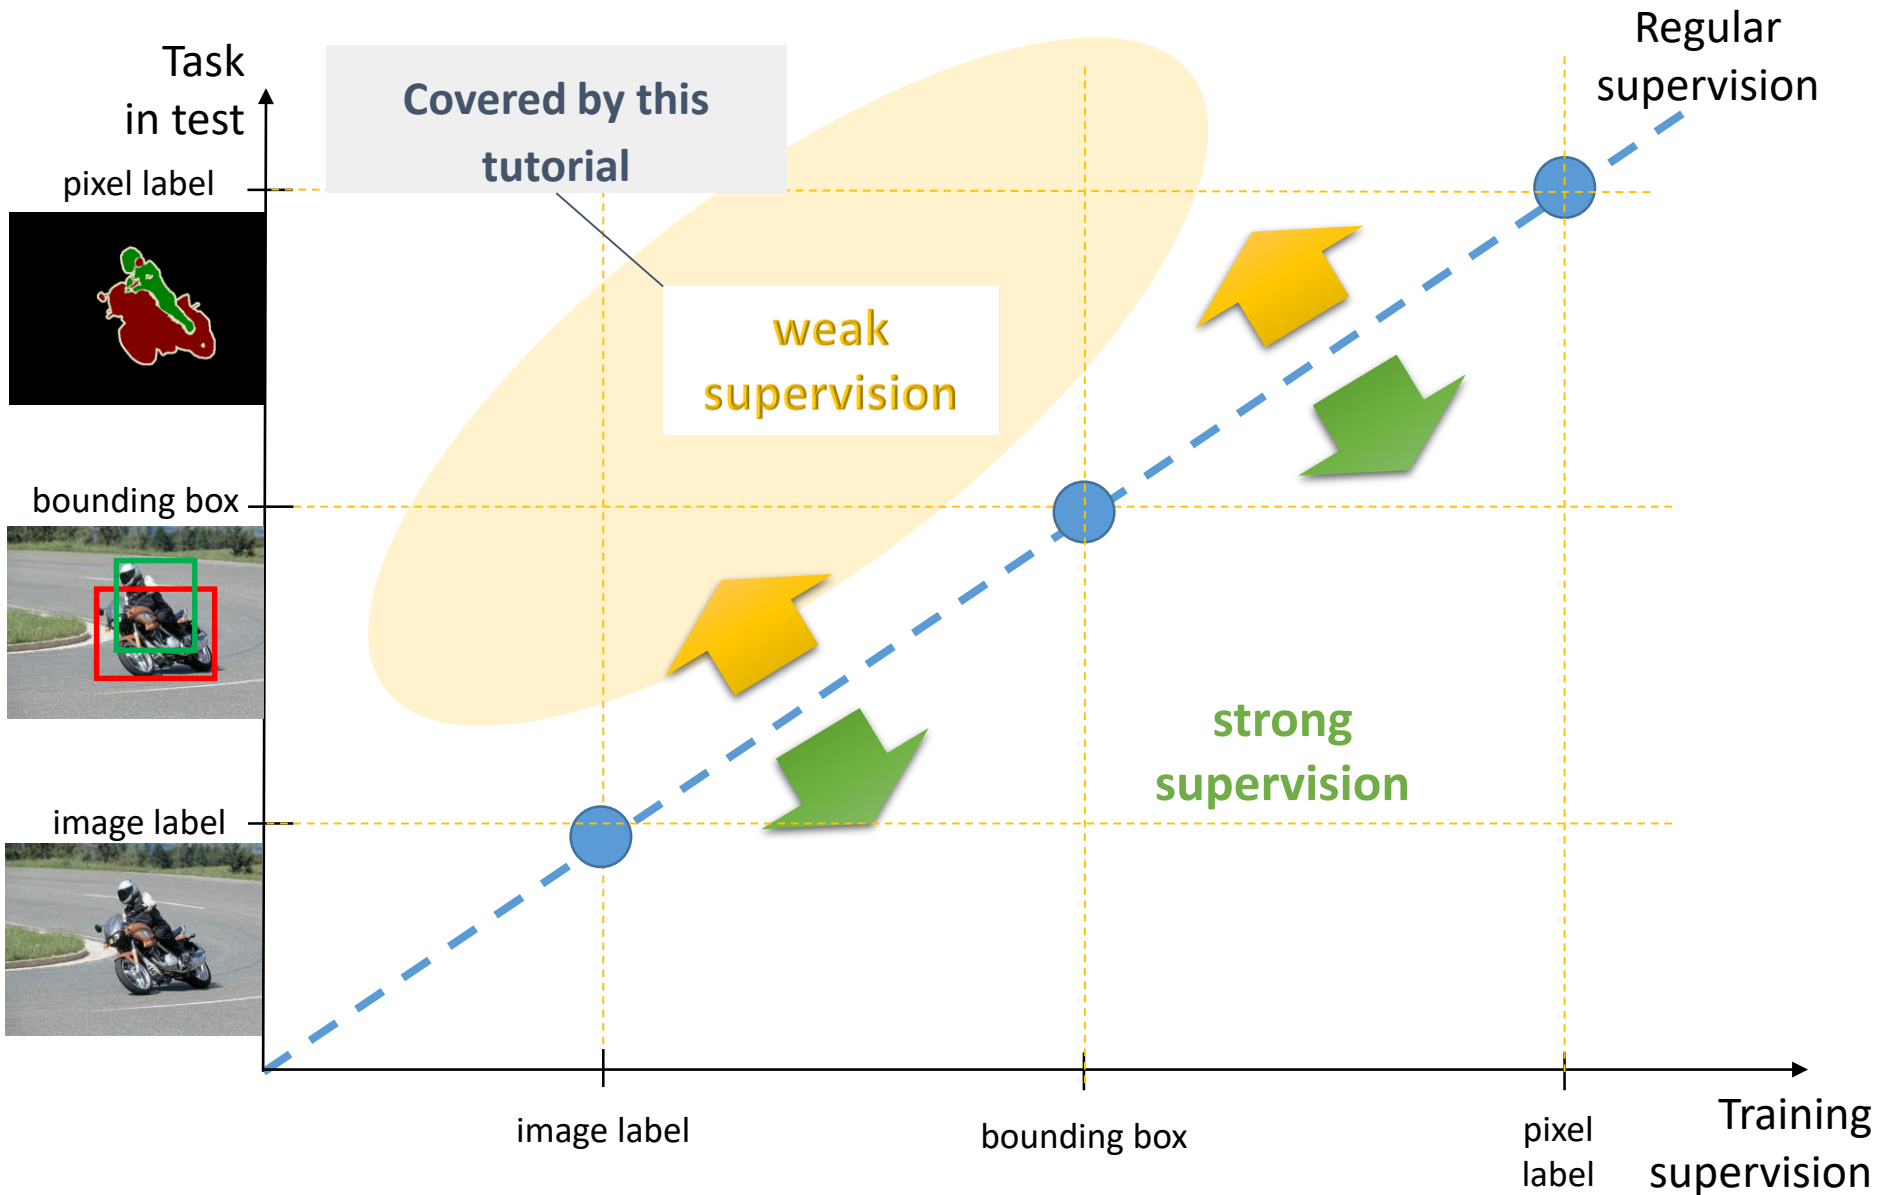 Task
in test
Covered by this
tutorial
Regular
supervision
pixel label
weak
supervision
bounding box
strong
supervision
image label
image label
bounding box
pixel
label
Training
supervision